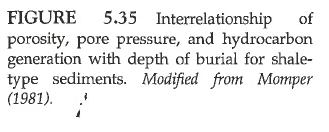 FIGURE 5.35 Interrelationship of
porosity, pore pressure, and hydrocarbon
generation with depth of burial for shale-
type sediments. Modified from Momper
(1981).